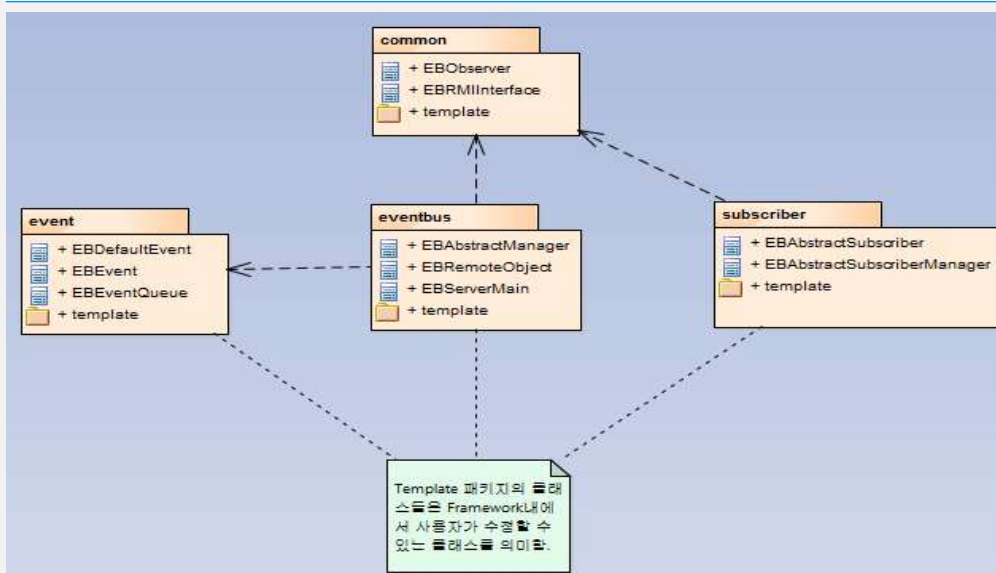 common
+ EBObserver
+ EBRMIInterface
+ template
event
+ EBDefaultEvent
+ EBEvent
+ EBEventQueue
+ template
eventbus
+ EBAbstractManager
+ EBRemoteObject
+ EBServerMain
+ template
subscriber
+ EBAbstractSubscriber
+ EBAbstractSubscriberManager
+ template
Template 패키지의 클래
스들은 Framework내에
서 사용자가 수정할 수
있는 클래스를 의미함.